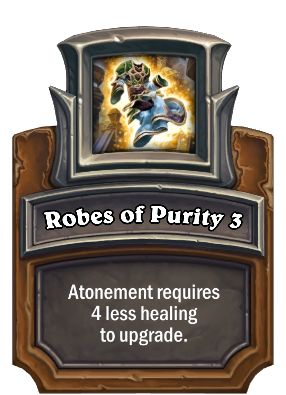 Robes of Purity 3
Atonement requires
4 less healing
to upgrade.